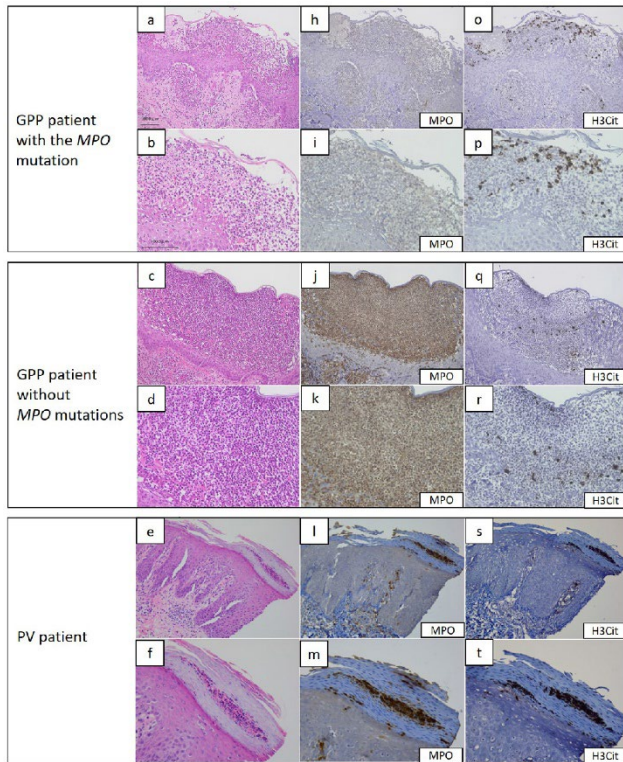 a
h
o
GPP patient
with the MPO
mutation
MPO
H3Cit
b
i
p
MPO
H3Cit
c
j
q
GPP patient
without
MPO mutations
MPO
H3Cit
d
k
r
MPO
H3Cit
e
l
s
PV patient
MPO
H3Cit
f
m
t
MPO
H3Cit